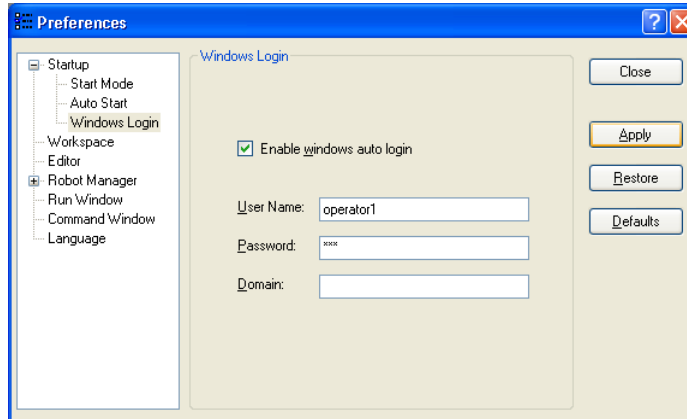 Preferences
Startup
Start Mode
Auto Start
Windows Login
Workspace
Editor
Robot Manager
Run Window
Command Window
Language
Windows Login
Enable windows auto login
User Name: operator1
Password: ***
Domain:
Close
Apply
Restore
Defaults